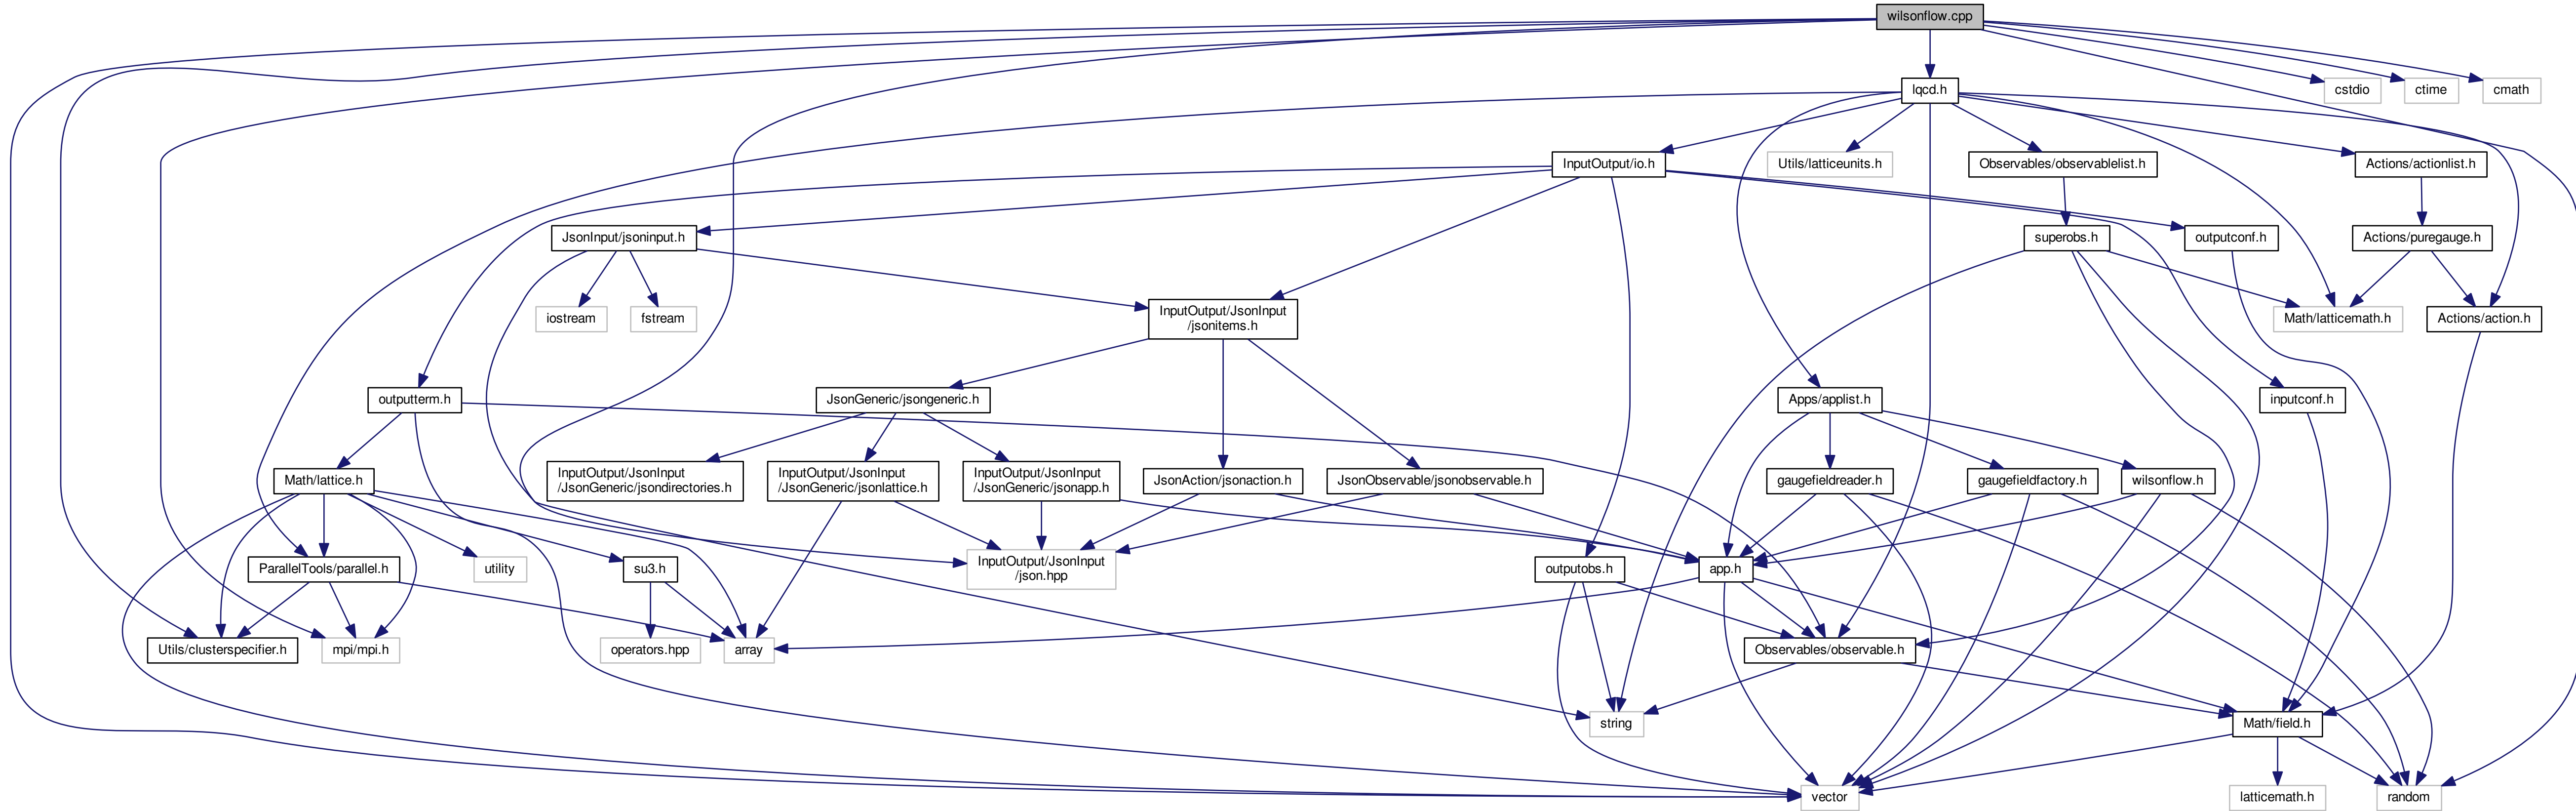 wilsonflow.cpp
lqcd.h
cstdio
ctime
cmath
InputOutput/io.h
Utils/latticeunits.h
Observables/observablelist.h
Actions/actionlist.h
JsonInput/jsoninput.h
superobs.h
outputconf.h
Actions/puregauge.h
iostream
fstream
InputOutput/JsonInput
/jsonitems.h
Math/latticemath.h
Actions/action.h
outputterm.h
JsonGeneric/jsongeneric.h
Apps/applist.h
inputconf.h
Math/lattice.h
InputOutput/JsonInput
/JsonGeneric/jsondirectories.h
InputOutput/JsonInput
/JsonGeneric/jsonlattice.h
InputOutput/JsonInput
/JsonGeneric/jsonapp.h
JsonAction/jsonaction.h
JsonObservable/jsonobservable.h
gaugefieldreader.h
gaugefieldfactory.h
wilsonflow.h
ParallelTools/parallel.h
utility
su3.h
InputOutput/JsonInput
/json.hpp
outputobs.h
app.h
Utils/clusterspecifier.h
mpi/mpi.h
operators.hpp
array
Observables/observable.h
string
Math/field.h
vector
latticemath.h
random